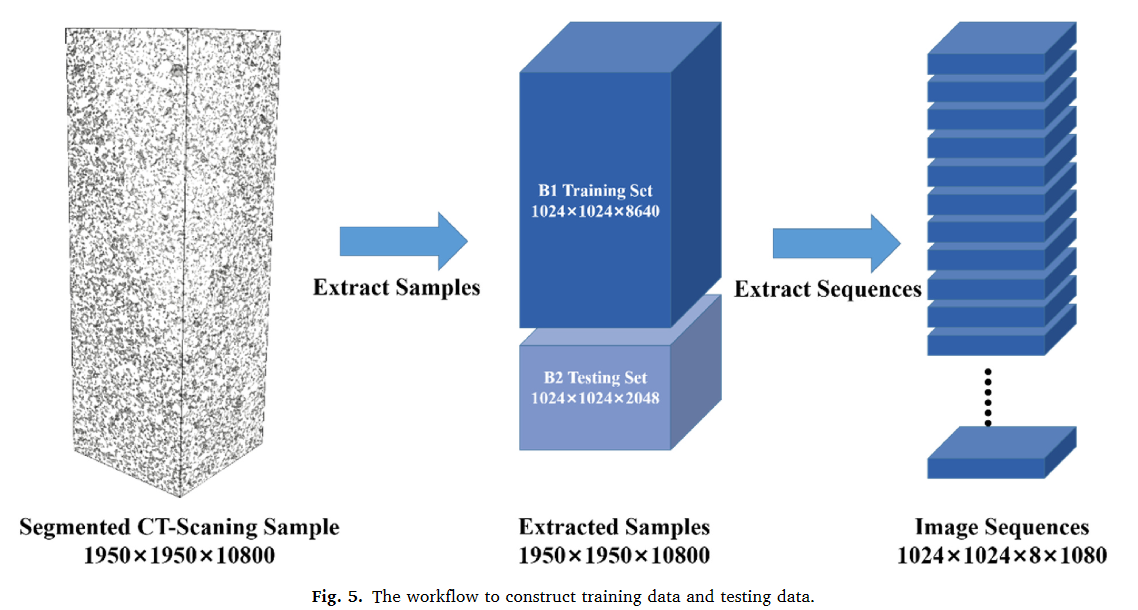 B1 Training Set
1024×1024×8640
Extract Samples
Extract Sequences
B2 Testing Set
1024×1024×2048
Segmented CT-Scaning Sample
1950×1950×10800
Extracted Samples
1950×1950×10800
Image Sequences
1024×1024×8×1080
Fig. 5. The workflow to construct training data and testing data.